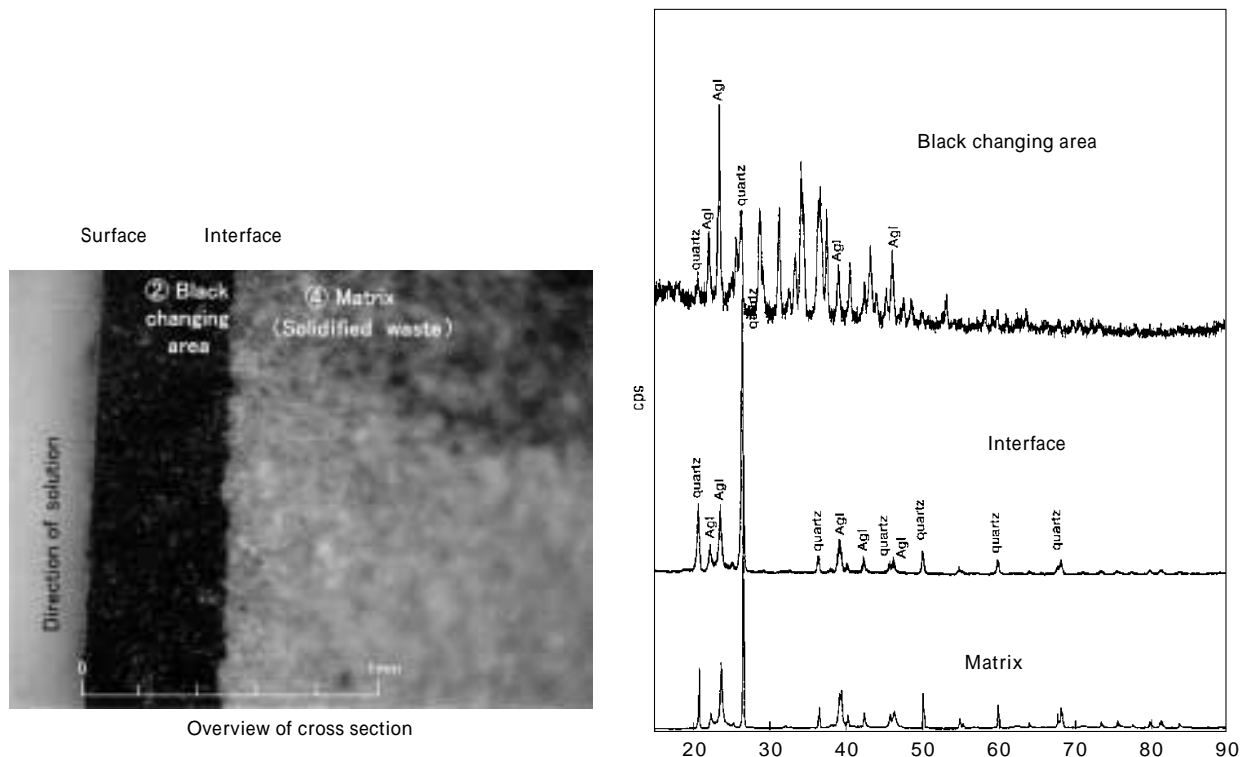 Surface Interface
② Black
changing
area
④ Matrix
(Solidified waste)
Direction of solution
0 1mm
Overview of cross section
cps
Black changing area
quartz
AgI
AgI
quartz
AgI
AgI
Interface
quartz
quartz
AgI
AgI
quartz
AgI
AgI
quartz
AgI
quartz
quartz
quartz
Matrix
20 30 40 50 60 70 80 90